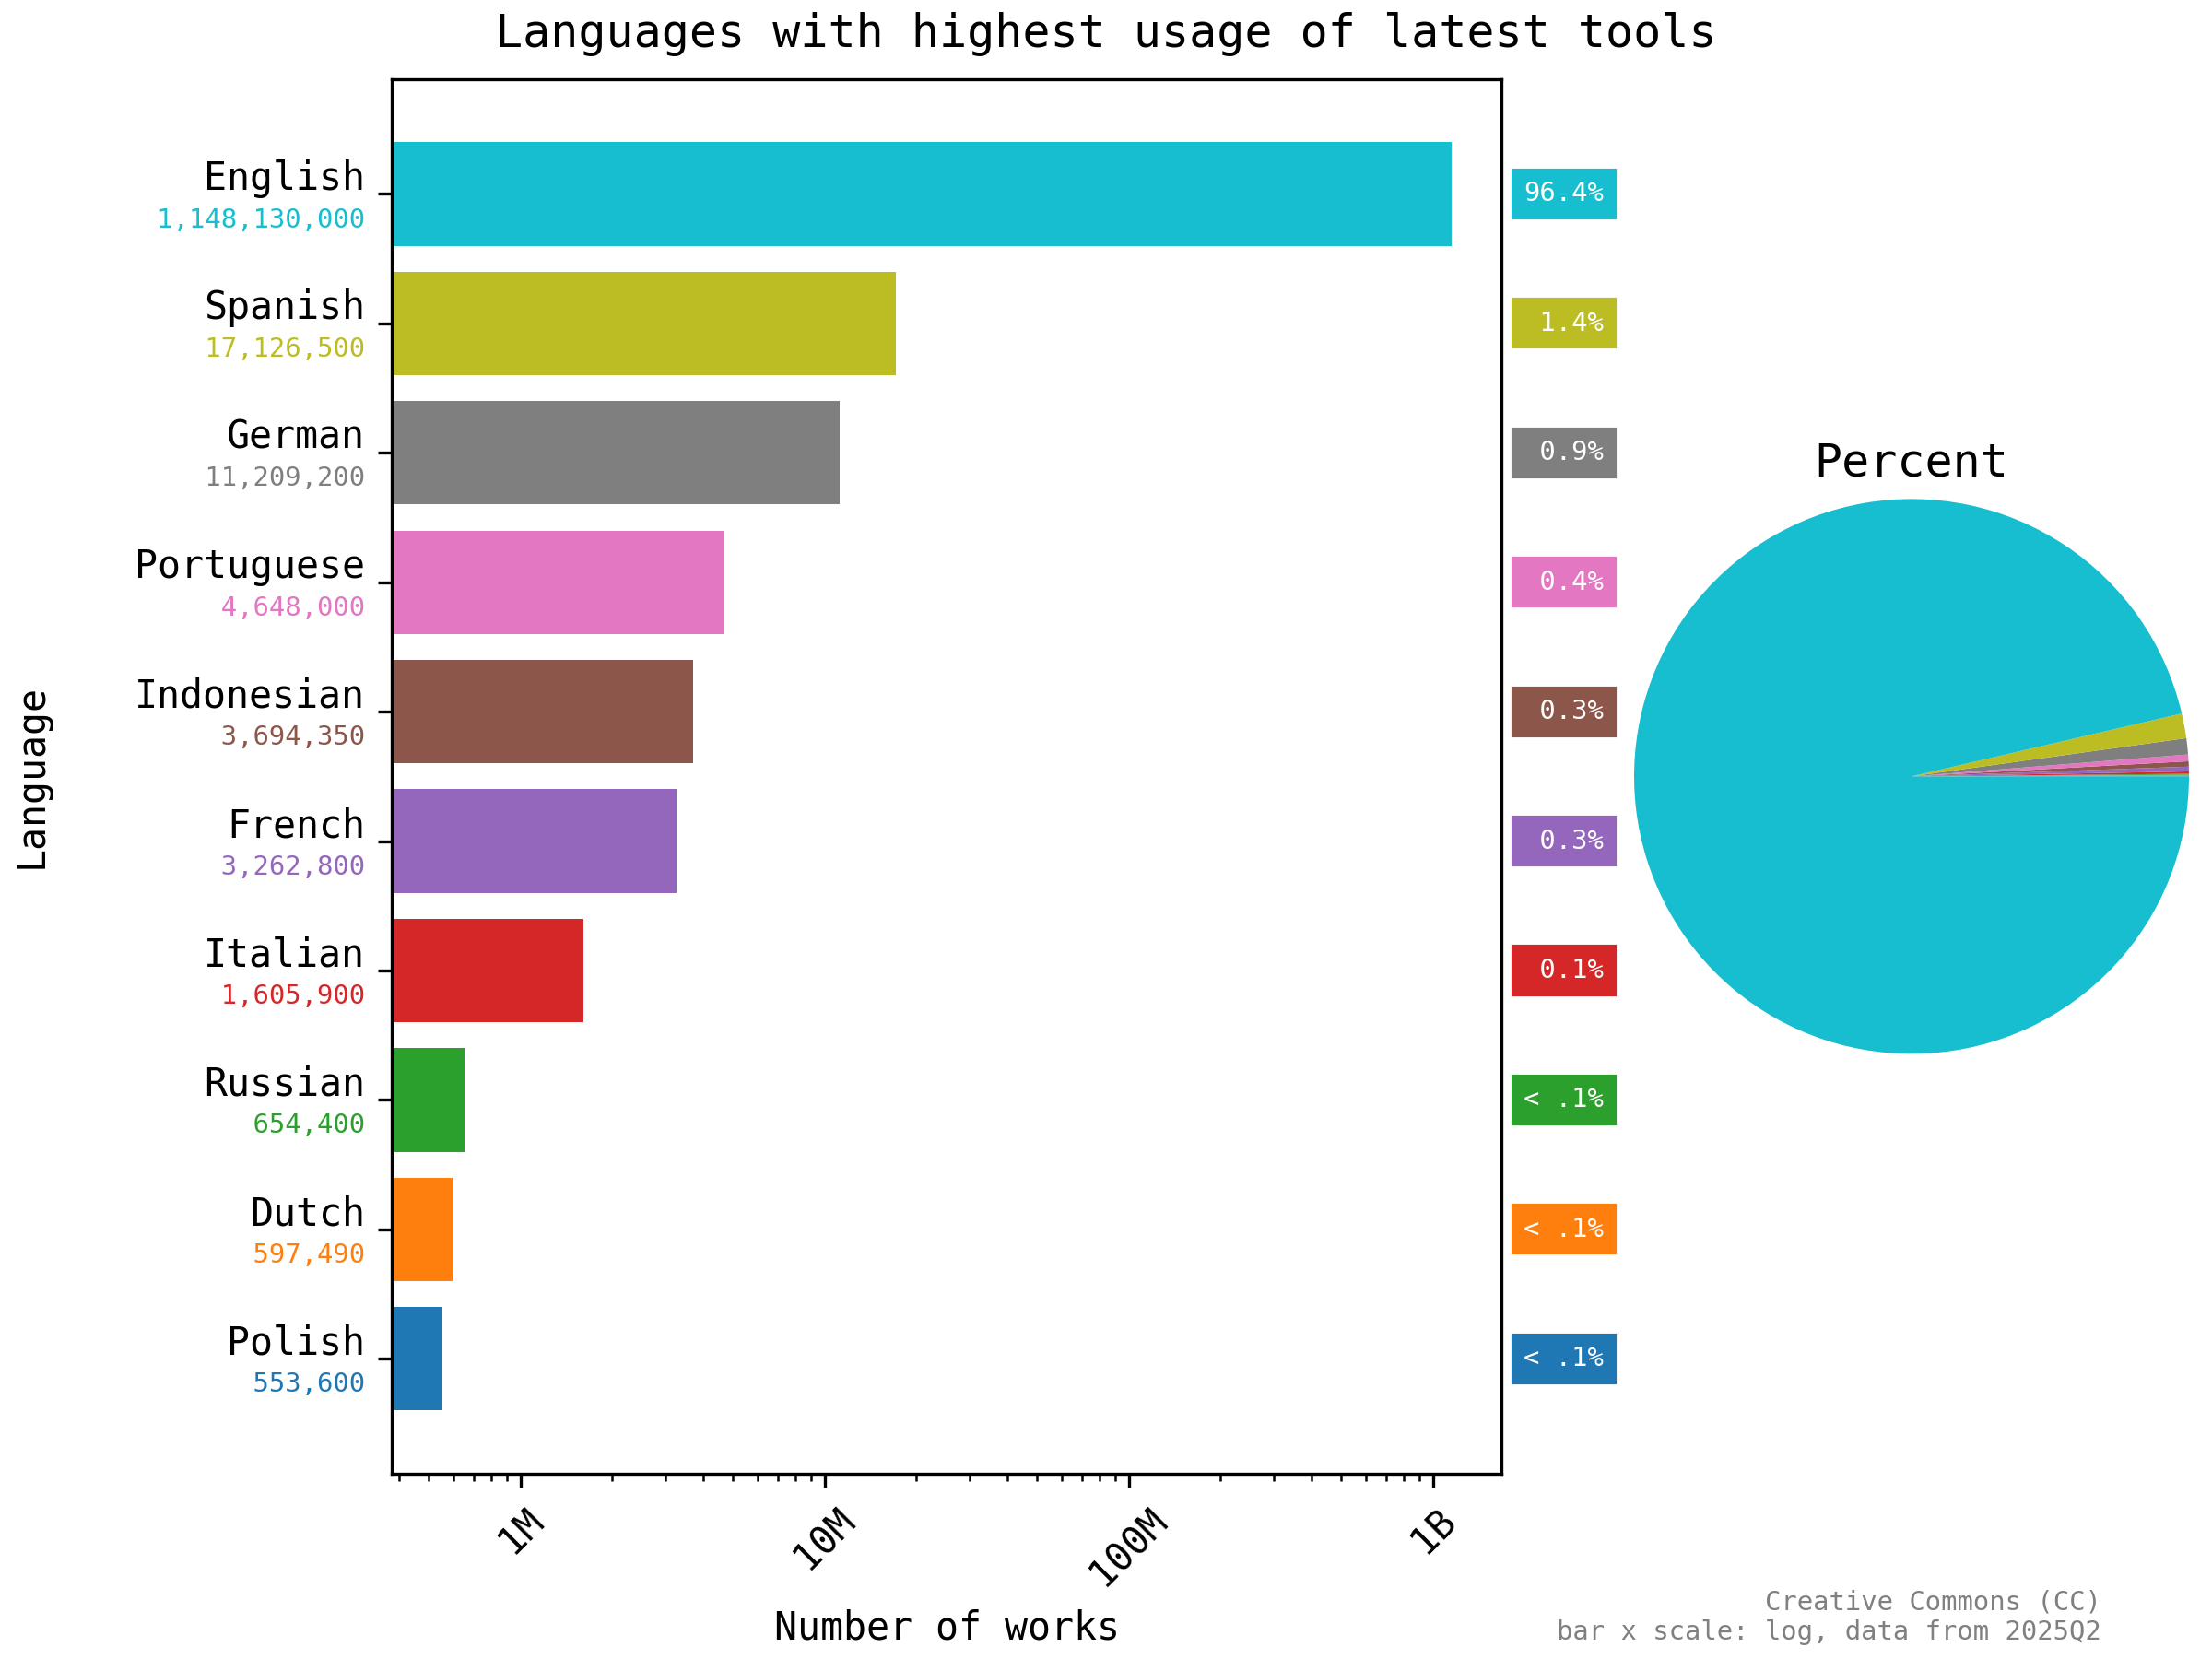 Languages with highest usage of latest tools
Language
English
1,148,130,000
96.4%
Spanish
17,126,500
1.4%
German
11,209,200
0.9%
Portuguese
4,648,000
0.4%
Indonesian
3,694,350
0.3%
French
3,262,800
0.3%
Italian
1,605,900
0.1%
Russian
654,400
< .1%
Dutch
597,490
< .1%
Polish
553,600
< .1%
Percent
1M
10M
100M
1B
Number of works
Creative Commons (CC)
bar x scale: log, data from 2025Q2